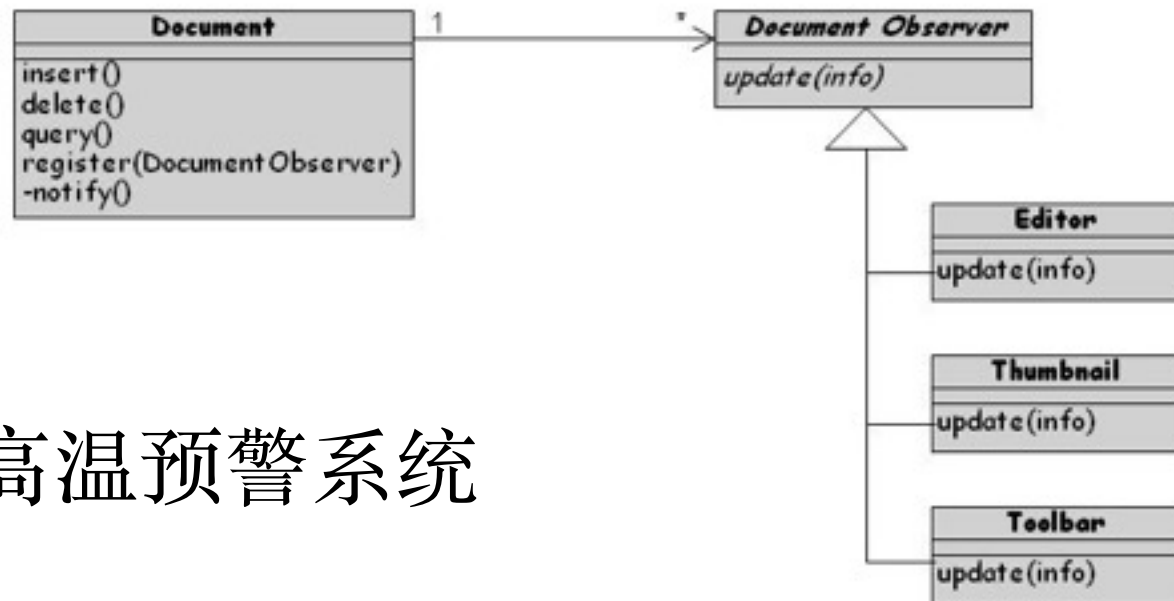 Document
insert()
delete()
query()
register(DocumentObserver)
-notify()
1
*
Document Observer
update(info)
Editor
update(info)
Thumbnail
update(info)
Toolbar
update(info)
高温预警系统